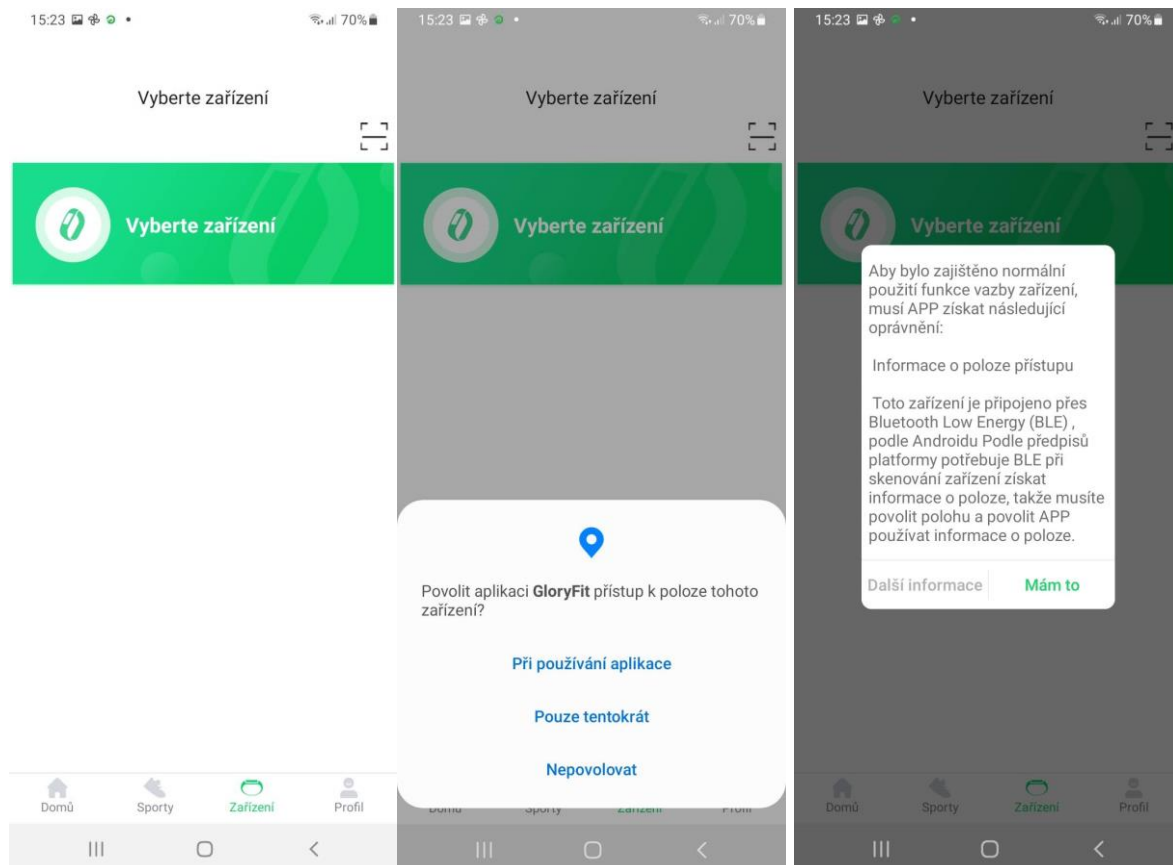 15:23
70%
Vyberte zařízení
Vyberte zařízení
Domů
Sporty
Zařízení
Profil
15:23
70%
Vyberte zařízení
Vyberte zařízení
Povolit aplikaci GloryFit přístup k poloze tohoto
zařízení?
Při používání aplikace
Pouze tentokrát
Nepovolovat
Domů
Sporty
Zařízení
Profil
15:23
70%
Vyberte zařízení
Vyberte zařízení
Aby bylo zajištěno normální
použití funkce vazby zařízení,
musí APP získat následující
oprávnění:
Informace o poloze přístupu
Toto zařízení je připojeno přes
Bluetooth Low Energy (BLE) ,
podle Androidu Podle předpisů
platformy potřebuje BLE při
skenování zařízení získat
informace o poloze, takže musíte
povolit polohu a povolit APP
používat informace o poloze.
Další informace
Mám to
Domů
Sporty
Zařízení
Profil